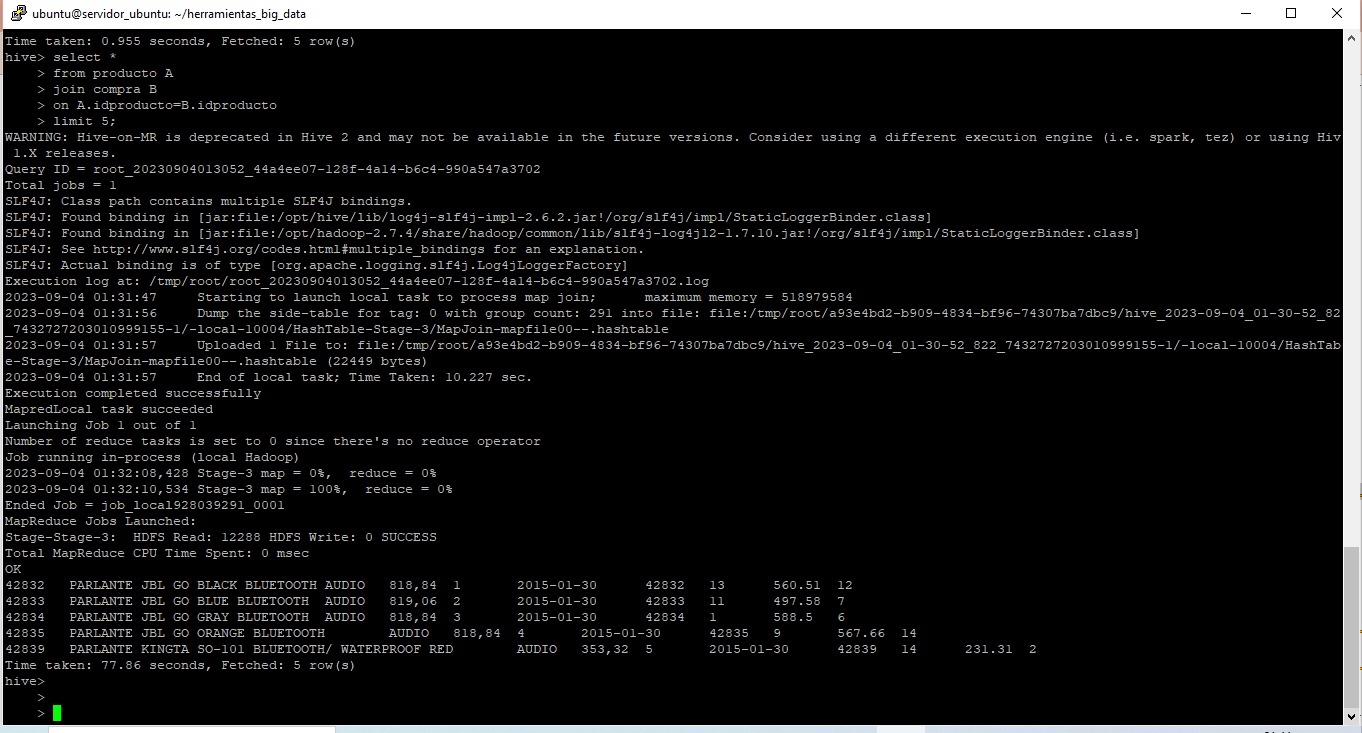 ubuntu@servidor_ubuntu: ~/herramientas_big_data
Time taken: 0.955 seconds, Fetched: 5 row(s)
hive> select *
    > from producto A
    > join compra B
    > on A.idproducto=B.idproducto
    > limit 5;
WARNING: Hive-on-MR is deprecated in Hive 2 and may not be available in the future versions. Consider using a different execution engine (i.e. spark, tez) or using Hiv
 1.X releases.
Query ID = root_20230904013052_44a4ee07-128f-4a14-b6c4-990a547a3702
Total jobs = 1
SLF4J: Class path contains multiple SLF4J bindings.
SLF4J: Found binding in [jar:file:/opt/hive/lib/log4j-slf4j-impl-2.6.2.jar!/org/slf4j/impl/StaticLoggerBinder.class]
SLF4J: Found binding in [jar:file:/opt/hadoop-2.7.4/share/hadoop/common/lib/slf4j-log4j12-1.7.10.jar!/org/slf4j/impl/StaticLoggerBinder.class]
SLF4J: See http://www.slf4j.org/codes.html#multiple_bindings for an explanation.
SLF4J: Actual binding is of type [org.apache.logging.slf4j.Log4jLoggerFactory]
Execution log at: /tmp/root/root_20230904013052_44a4ee07-128f-4a14-b6c4-990a547a3702.log
2023-09-04 01:31:47     Starting to launch local task to process map join;      maximum memory = 518979584
2023-09-04 01:31:56     Dump the side-table for tag: 0 with group count: 291 into file: file:/tmp/root/a93e4bd2-b909-4834-bf96-74307ba7dbc9/hive_2023-09-04_01-30-52_82
_7432727203010999155-1/-local-10004/HashTable-Stage-3/MapJoin-mapfile00--.hashtable
2023-09-04 01:31:57     Uploaded 1 File to: file:/tmp/root/a93e4bd2-b909-4834-bf96-74307ba7dbc9/hive_2023-09-04_01-30-52_822_7432727203010999155-1/-local-10004/HashTab
e-Stage-3/MapJoin-mapfile00--.hashtable (22449 bytes)
2023-09-04 01:31:57     End of local task; Time Taken: 10.227 sec.
Execution completed successfully
MapredLocal task succeeded
Launching Job 1 out of 1
Number of reduce tasks is set to 0 since there's no reduce operator
Job running in-process (local Hadoop)
2023-09-04 01:32:08,428 Stage-3 map = 0%,  reduce = 0%
2023-09-04 01:32:10,534 Stage-3 map = 100%,  reduce = 0%
Ended Job = job_local928039291_0001
MapReduce Jobs Launched:
Stage-Stage-3:  HDFS Read: 12288 HDFS Write: 0 SUCCESS
Total MapReduce CPU Time Spent: 0 msec
OK
42832   PARLANTE JBL GO BLACK BLUETOOTH AUDIO   818,84  1       2015-01-30      42832   13      560.51  12
42833   PARLANTE JBL GO BLUE BLUETOOTH  AUDIO   819,06  2       2015-01-30      42833   11      497.58  7
42834   PARLANTE JBL GO GRAY BLUETOOTH  AUDIO   818,84  3       2015-01-30      42834   1       588.5   6
42835   PARLANTE JBL GO ORANGE BLUETOOTH        AUDIO   818,84  4       2015-01-30      42835   9       567.66  14
42839   PARLANTE KINGTA SO-101 BLUETOOTH/ WATERPROOF RED        AUDIO   353,32  5       2015-01-30      42839   14      231.31  2
Time taken: 77.86 seconds, Fetched: 5 row(s)
hive>
    >
    >